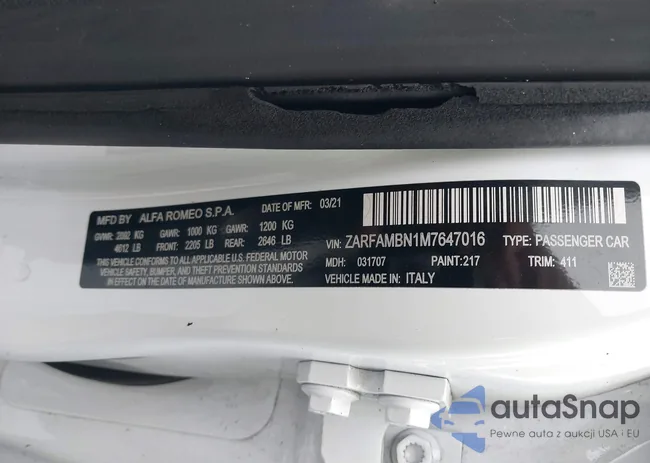 MFD BY ALFA ROMEO S.P.A. DATE OF MFR: 03/21
GVWR: 2092 KG GAWR: 1000 KG GAWR: 1200 KG
4612 LB FRONT: 2205 LB REAR: 2646 LB
THIS VEHICLE CONFORMS TO ALL APPLICABLE U.S. FEDERAL MOTOR
VEHICLE SAFETY, BUMPER, AND THEFT PREVENTION STANDARDS
IN EFFECT ON THE DATE OF MANUFACTURE SHOWN ABOVE.
VIN: ZARFAMBN1M7647016 TYPE: PASSENGER CAR
MDH: 031707 PAINT:217 TRIM: 411
VEHICLE MADE IN: ITALY
autaSnap
Pewne auta z aukcji USA i EU